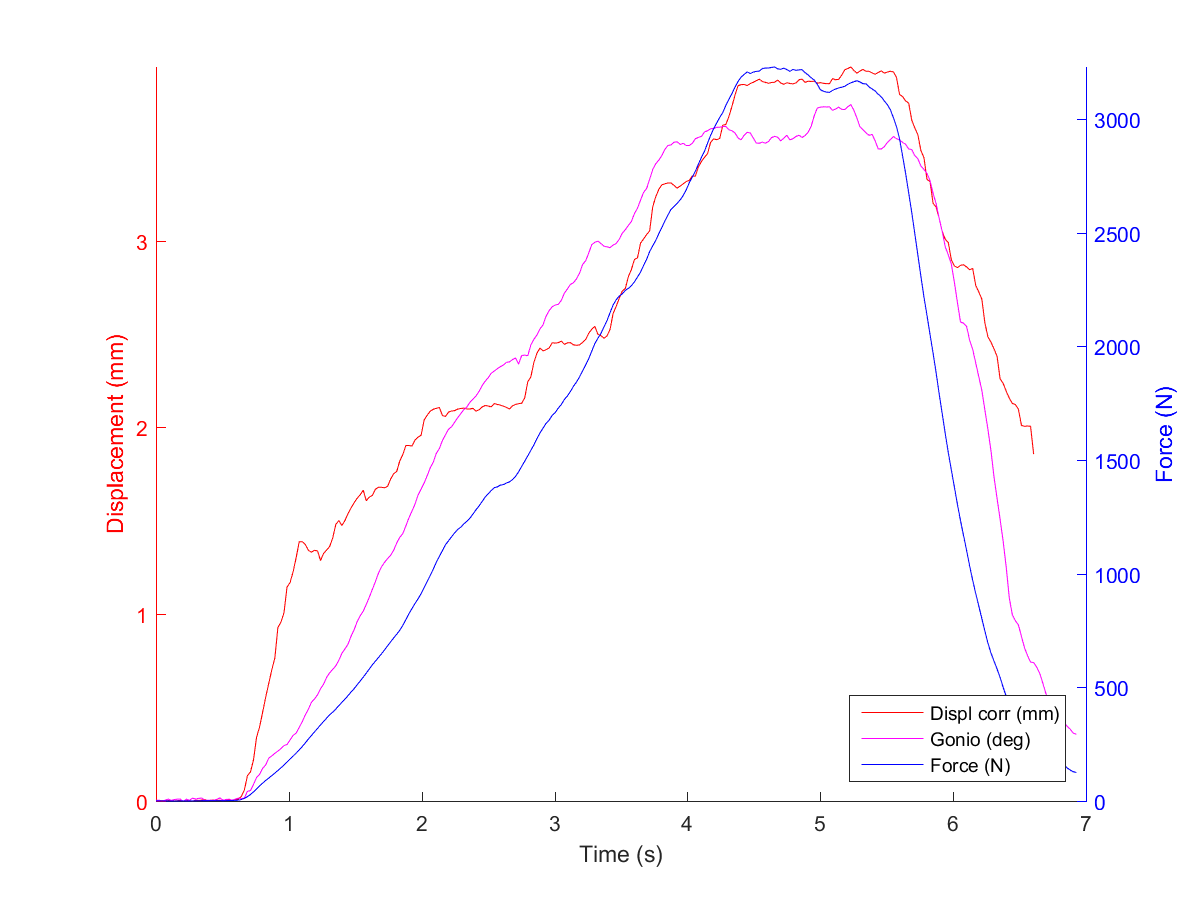 Displacement (mm)
3
2
1
0
Force (N)
3000
2500
2000
1500
1000
500
0
Displ corr (mm)
Gonio (deg)
Force (N)
0 1 2 3 4 5 6 7
Time (s)